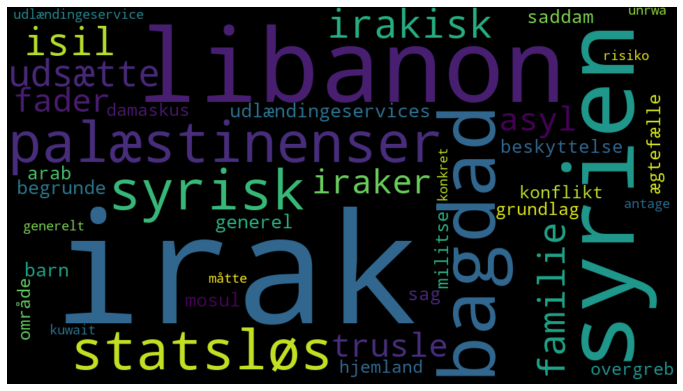 udlændingeservice
unrwa
saddam
irakisk
isil
libanon
risiko
udsætte
fader
damaskus
udlændingeservices
asyl
syrien
palæstinenser
bagdad
beskyttelse
ægtefælle
arab
begrunde
syrisk
iraker
konkret
konflikt
grundlag
antage
generelt
generel
militse
familie
irak
barn
måtte
mosul
sag
område
kuwait
statsløs
trusle
hjemland
overgreb